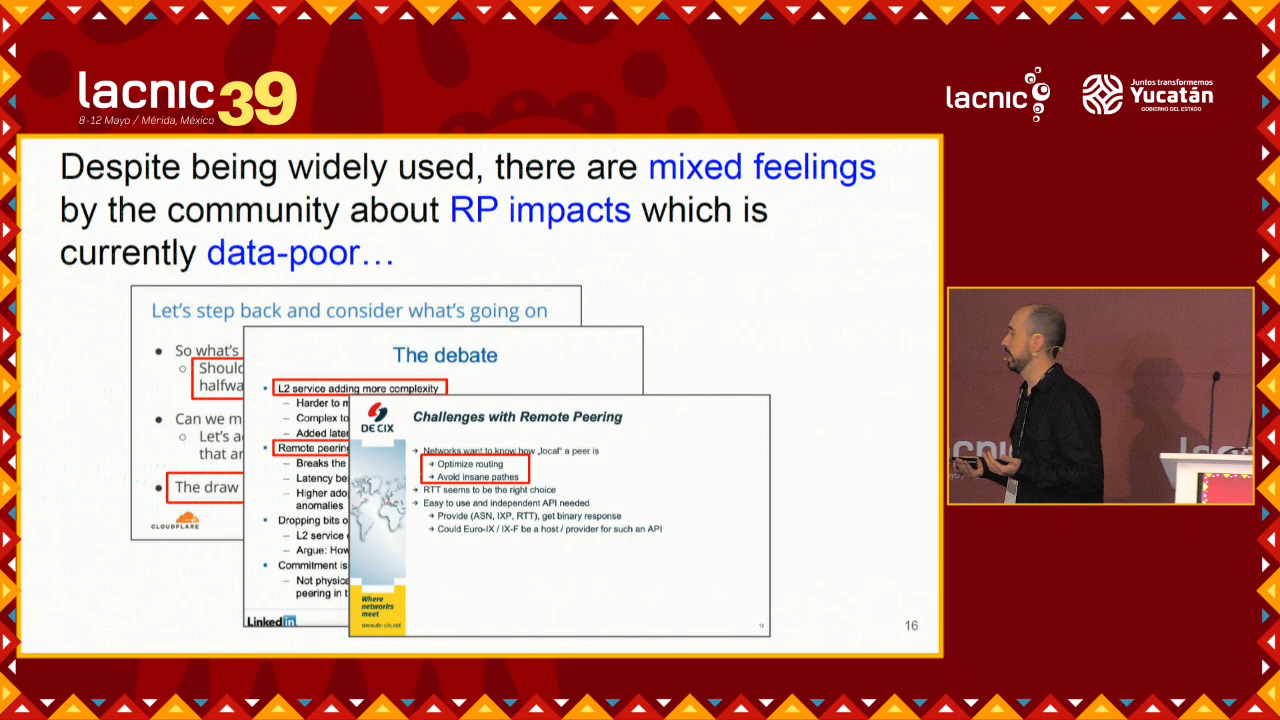 lacnic 39
8-12 Mayo / Mérida, México
lacnic
Juntos transformemos
Yucatán
GOBIERNO DEL ESTADO
Despite being widely used, there are mixed feelings
by the community about RP impacts which is
currently data-poor…
Let's step back and consider what's going on
So what's
Should
halfwa
Can we m
Let's a
that ar
The draw
CLOUDFLARE
The debate
L2 service adding more complexity
Harder to m
Complex to
Added later
Remote peering
Breaks the
Latency be
Higher ado
anomalies
Dropping bits o
L2 service
Argue: How
Commitment is
Not physica
peering in t
Linkedin
DE CIX
Challenges with Remote Peering
→ Networks want to know how „local" a peer is
→ Optimize routing
→ Avoid insane pathes
→ RTT seems to be the right choice
→ Easy to use and independent API needed
→ Provide (ASN, IXP, RTT), get binary response
→ Could Euro-IX / IX-F be a host / provider for such an API
Where
networks
meet
www.de-cix.net
12
16
cnic
lacnic